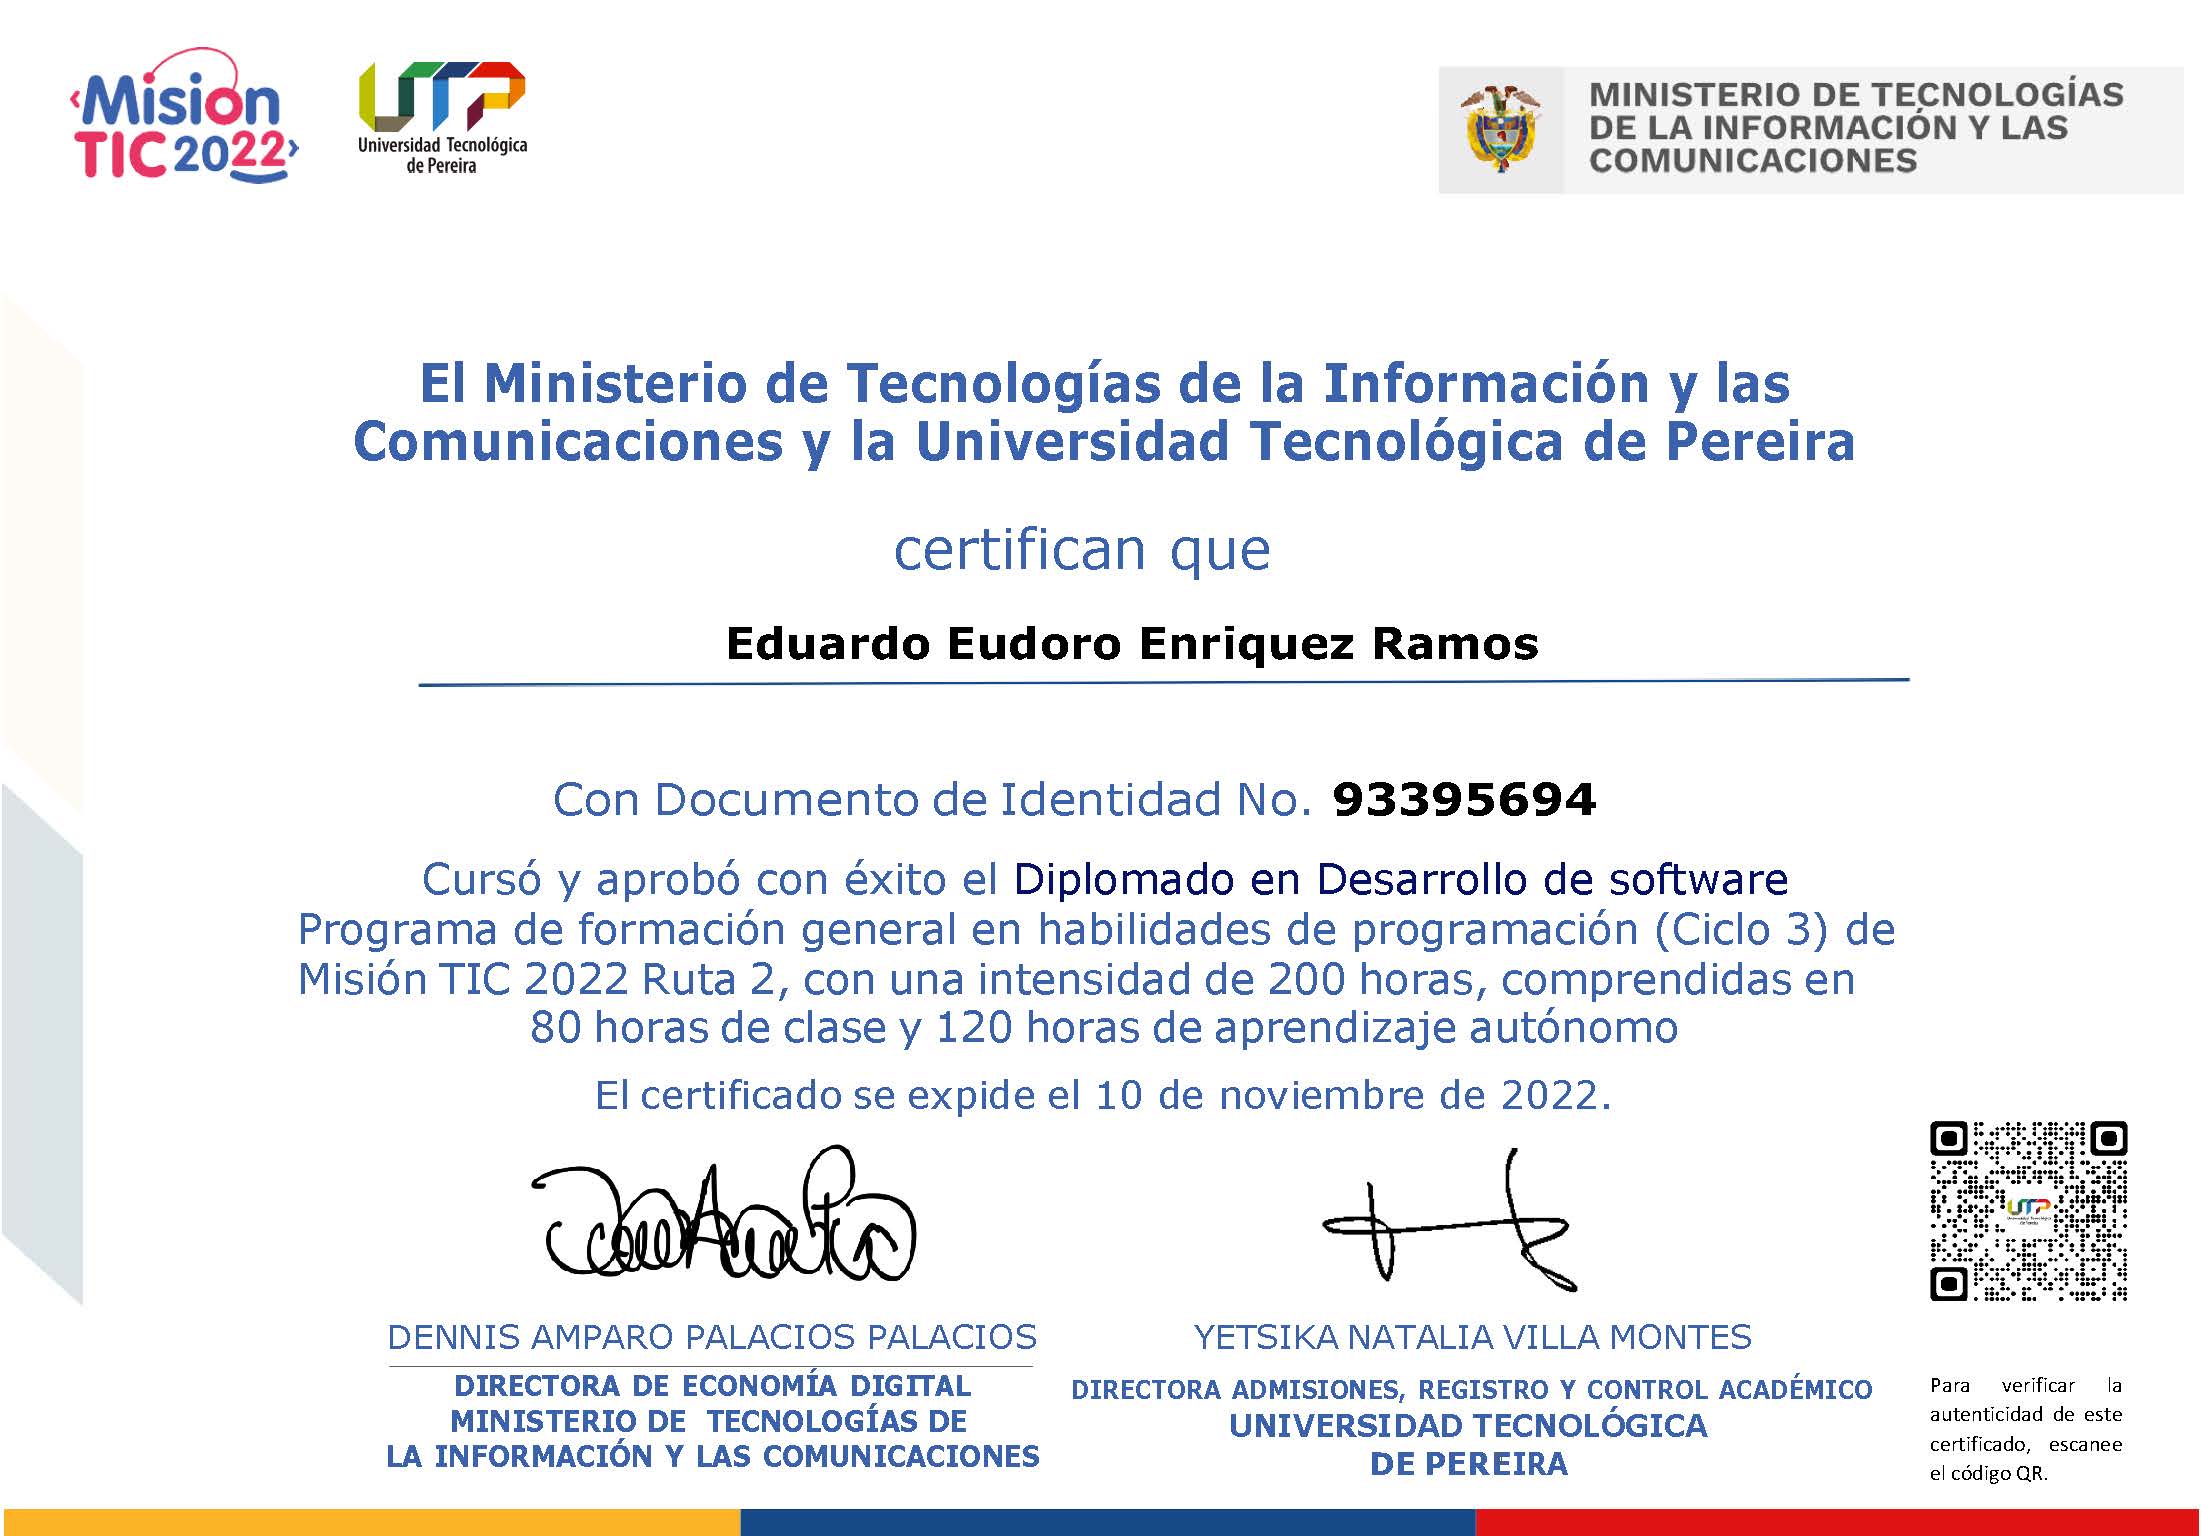 ‹Misión
TIC 2022›
UTP
Universidad Tecnológica
de Pereira
MINISTERIO DE TECNOLOGÍAS
DE LA INFORMACIÓN Y LAS
COMUNICACIONES
El Ministerio de Tecnologías de la Información y las
Comunicaciones y la Universidad Tecnológica de Pereira
certifican que
Eduardo Eudoro Enriquez Ramos
Con Documento de Identidad No. 93395694
Cursó y aprobó con éxito el Diplomado en Desarrollo de software
Programa de formación general en habilidades de programación (Ciclo 3) de
Misión TIC 2022 Ruta 2, con una intensidad de 200 horas, comprendidas en
80 horas de clase y 120 horas de aprendizaje autónomo
El certificado se expide el 10 de noviembre de 2022.
UTP
Universidad Tecnológica
de Pereira
DENNIS AMPARO PALACIOS PALACIOS
DIRECTORA DE ECONOMÍA DIGITAL
MINISTERIO DE TECNOLOGÍAS DE
LA INFORMACIÓN Y LAS COMUNICACIONES
YETSIKA NATALIA VILLA MONTES
DIRECTORA ADMISIONES, REGISTRO Y CONTROL ACADÉMICO
UNIVERSIDAD TECNOLÓGICA
DE PEREIRA
Para verificar la
autenticidad de este
certificado, escanee
el código QR.